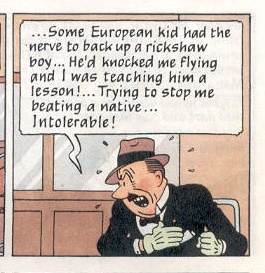 ...Some European kid had the
nerve to back up a rickshaw
boy... He'd knocked me flying
and I was teaching him a
lesson!... Trying to stop me
beating a native...
Intolerable!